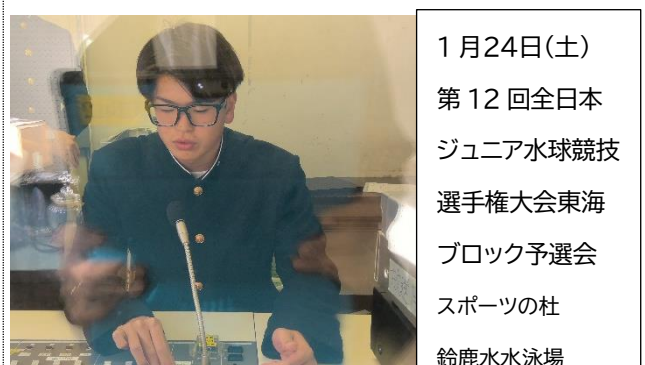 1月24日(土)
第12回全日本
ジュニア水球競技
選手権大会東海
ブロック予選会
スポーツの杜
鈴鹿水水泳場